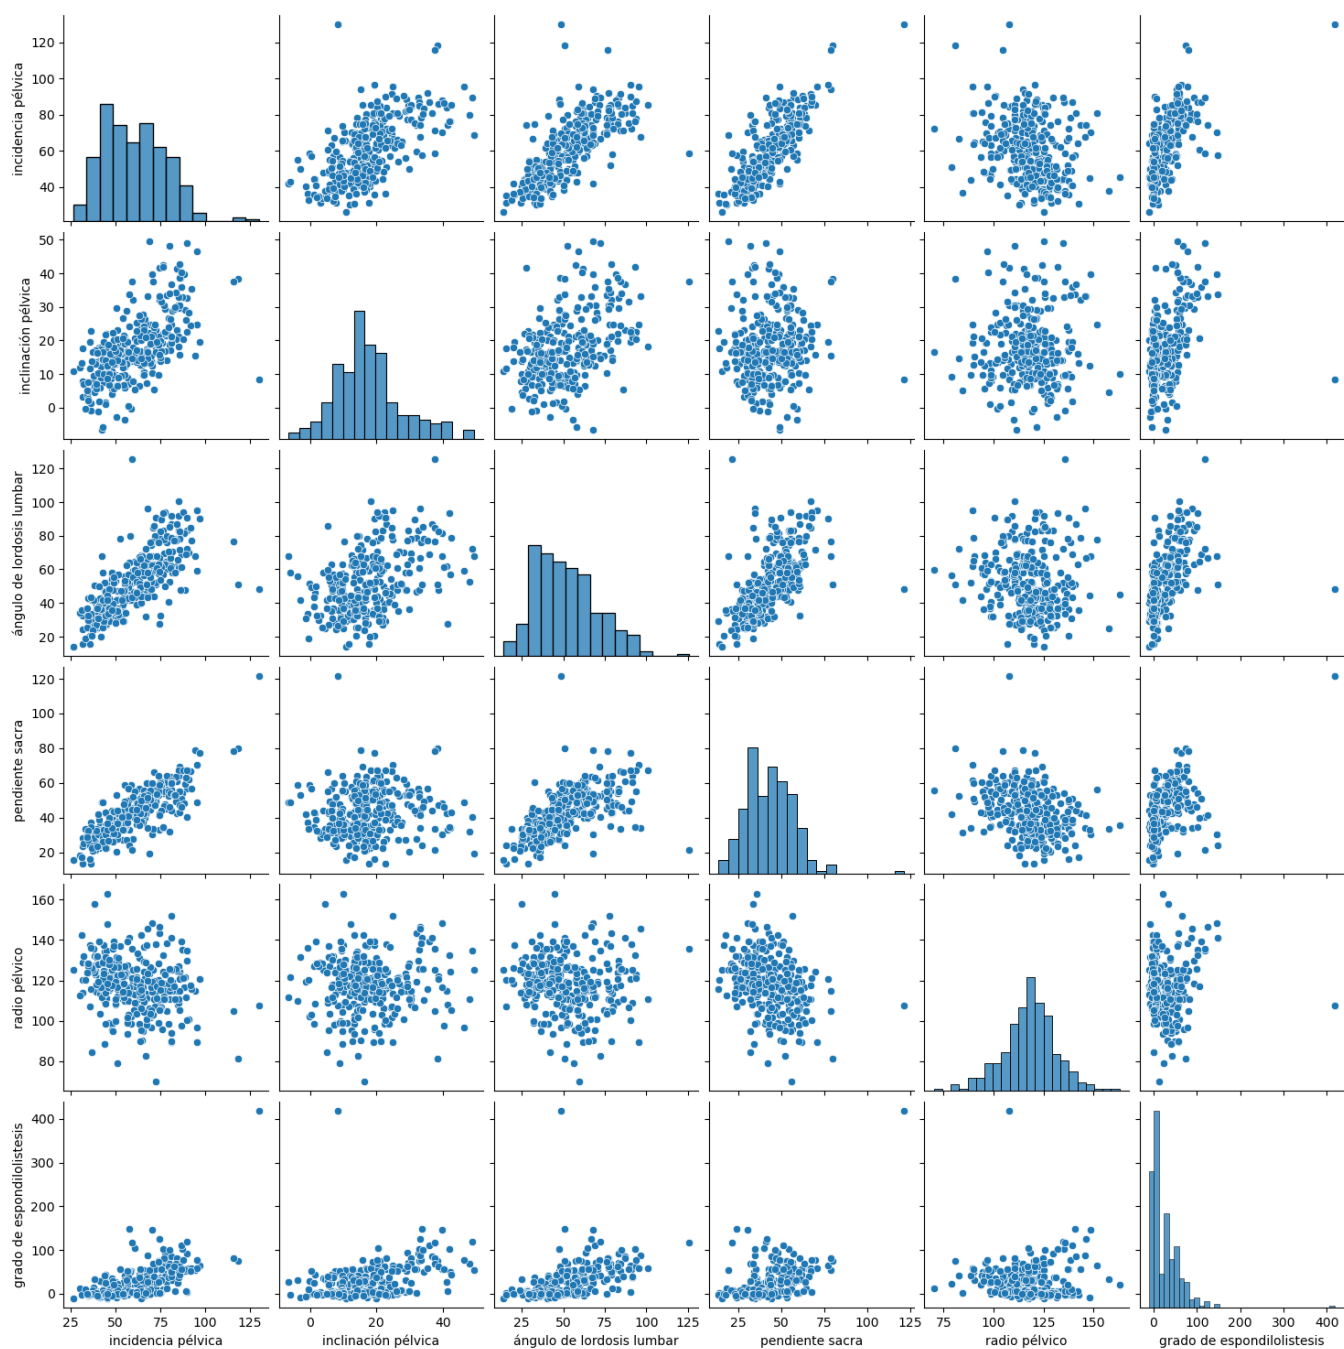 incidencia pélvica
120
100
80
60
40
inclinación pélvica
50
40
30
20
10
0
ángulo de lordosis lumbar
120
100
80
60
40
20
pendiente sacra
120
100
80
60
40
20
radio pélvico
160
140
120
100
80
grado de espondilolistesis
400
300
200
100
0
25 50 75 100 125
0 20 40
25 50 75 100 125
25 50 75 100 125
75 100 125 150
0 100 200 300 400
incidencia pélvica
inclinación pélvica
ángulo de lordosis lumbar
pendiente sacra
radio pélvico
grado de espondilolistesis